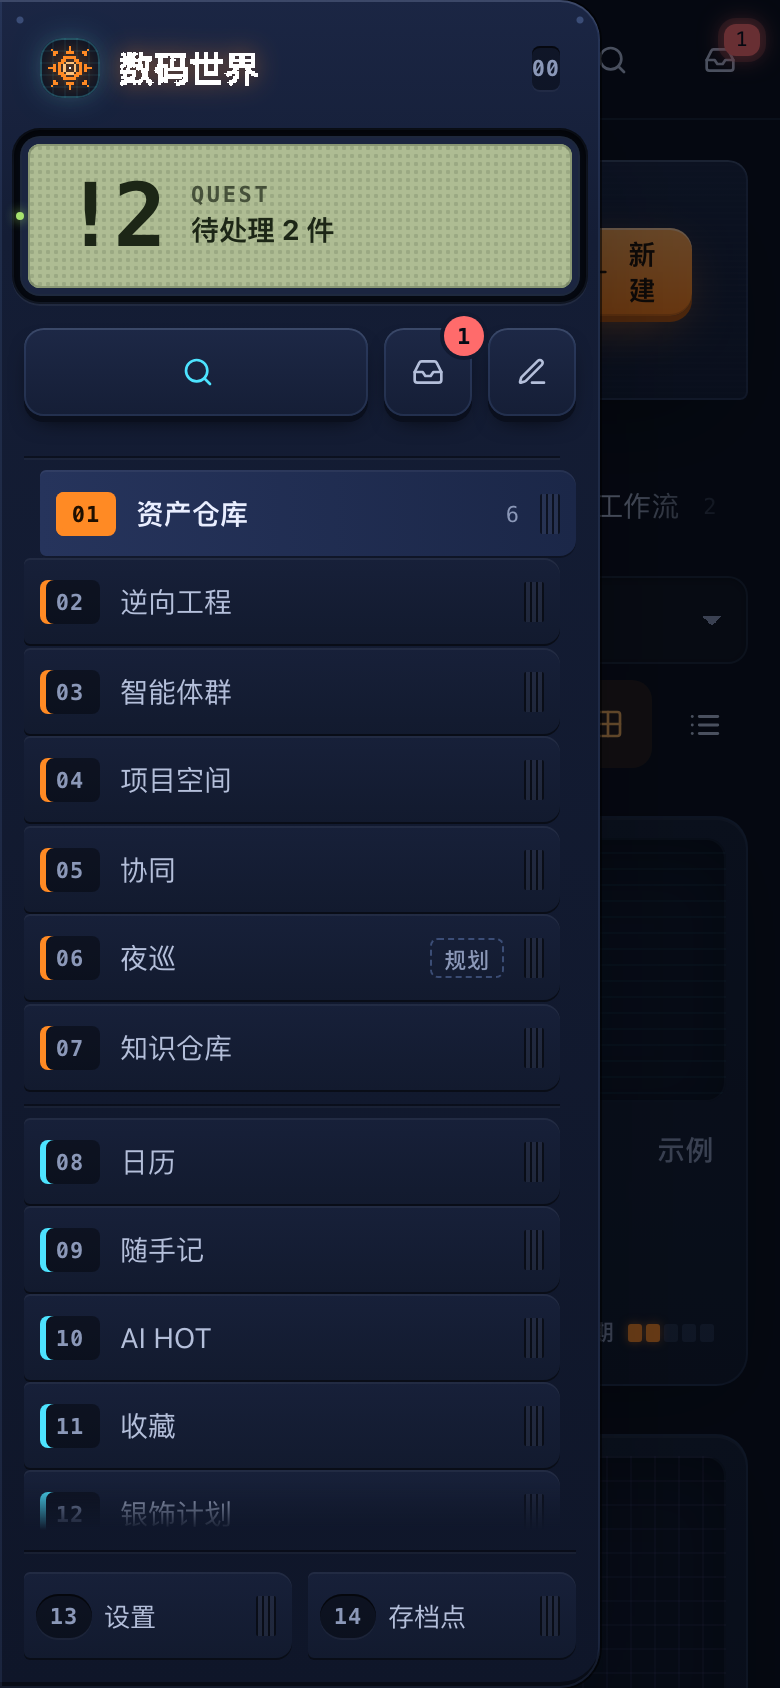 数码世界
00
1
!2
QUEST
待处理 2 件
新
建
1
01 资产仓库 6
工作流 2
02 逆向工程
03 智能体群
04 项目空间
05 协同
06 夜巡 规划
07 知识仓库
08 日历
示例
09 随手记
10 AI HOT
期
11 收藏
12 银饰计划
13 设置
14 存档点